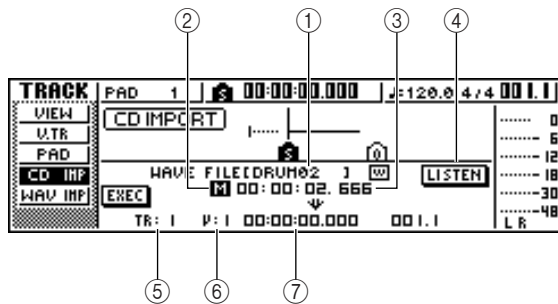 ② ① ③ ④
TRACK PAD 1 S 00:00:00.000 ♩=120.0 4/4 001.1
VIEW
CD IMPORT
0
V.TR
6
PAD
S 0
12
CD IMP
WAVE FILE[DRUM02 ] W LISTEN
18
WAV IMP
EXEC M 00:00:02.666
30
48
TR: 1 V: 1 00:00:00.000 001.1 L R
⑤ ⑥ ⑦